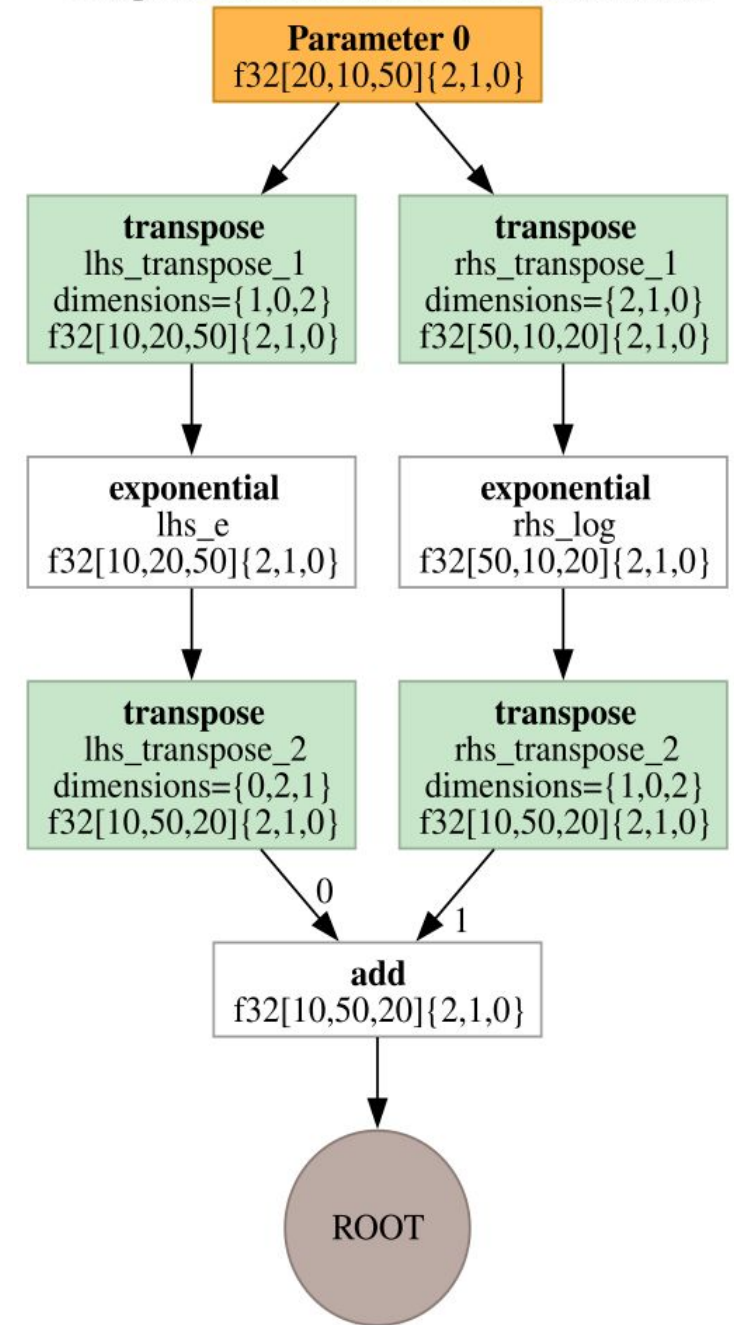 Parameter 0
f32[20,10,50]{2,1,0}
transpose
lhs_transpose_1
dimensions={1,0,2}
f32[10,20,50]{2,1,0}
transpose
rhs_transpose_1
dimensions={2,1,0}
f32[50,10,20]{2,1,0}
exponential
lhs_e
f32[10,20,50]{2,1,0}
exponential
rhs_log
f32[50,10,20]{2,1,0}
transpose
lhs_transpose_2
dimensions={0,2,1}
f32[10,50,20]{2,1,0}
transpose
rhs_transpose_2
dimensions={1,0,2}
f32[10,50,20]{2,1,0}
0
1
add
f32[10,50,20]{2,1,0}
ROOT